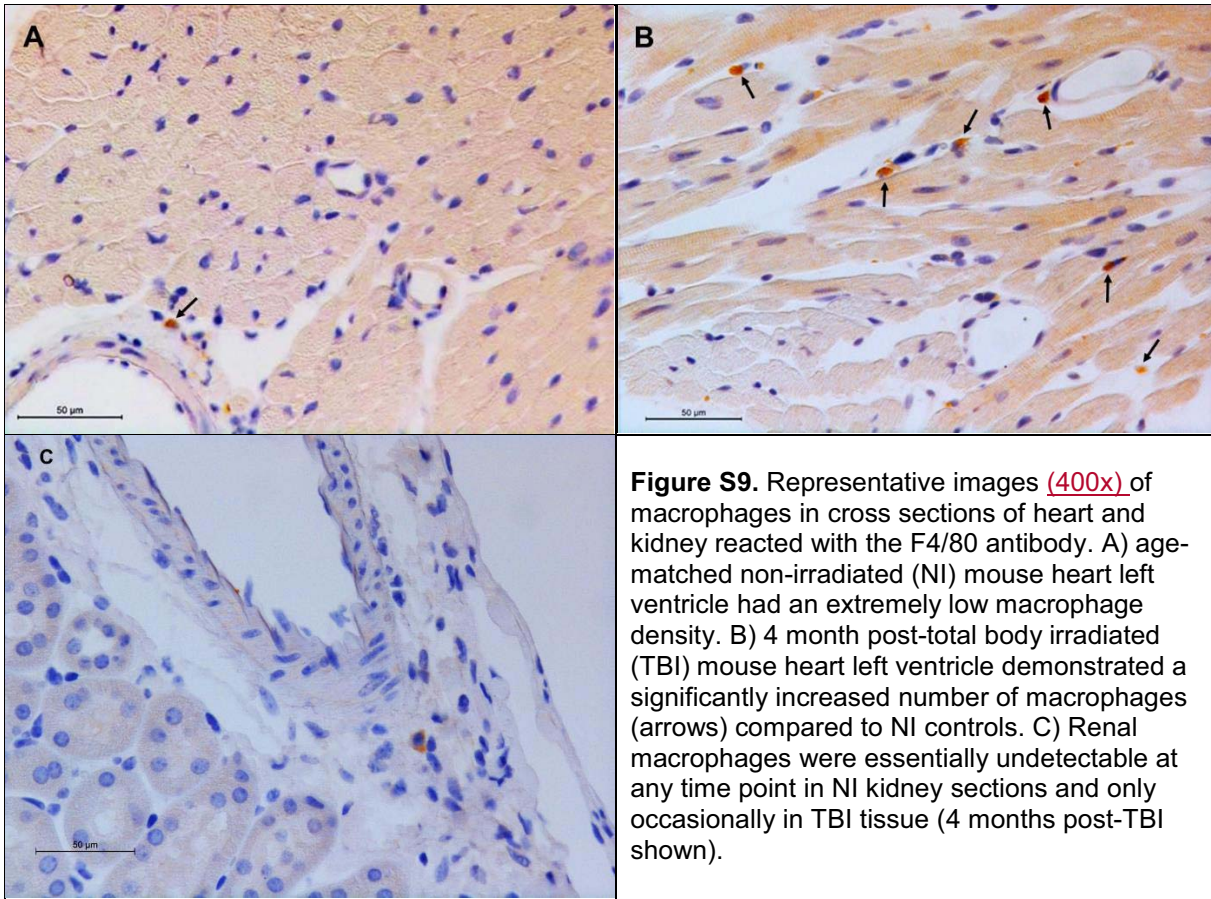 A
B
50 µm
50 µm
C
50 µm
Figure S9. Representative images (400x) of
macrophages in cross sections of heart and
kidney reacted with the F4/80 antibody. A) age-
matched non-irradiated (NI) mouse heart left
ventricle had an extremely low macrophage
density. B) 4 month post-total body irradiated
(TBI) mouse heart left ventricle demonstrated a
significantly increased number of macrophages
(arrows) compared to NI controls. C) Renal
macrophages were essentially undetectable at
any time point in NI kidney sections and only
occasionally in TBI tissue (4 months post-TBI
shown).